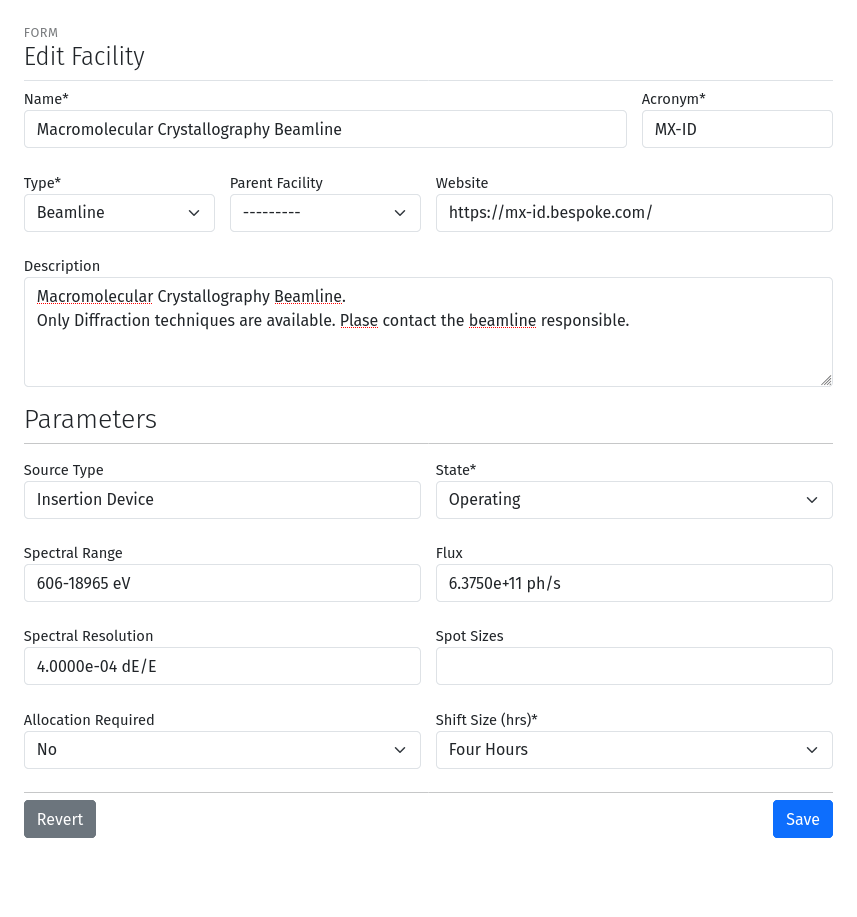 FORM
Edit Facility
Name*
Acronym*
Macromolecular Crystallography Beamline
MX-ID
Type*
Parent Facility
Website
Beamline
---------
https://mx-id.bespoke.com/
Description
Macromolecular Crystallography Beamline.
Only Diffraction techniques are available. Plase contact the beamline responsible.
Parameters
Source Type
State*
Insertion Device
Operating
Spectral Range
Flux
606-18965 eV
6.3750e+11 ph/s
Spectral Resolution
Spot Sizes
4.0000e-04 dE/E
Allocation Required
Shift Size (hrs)*
No
Four Hours
Revert
Save